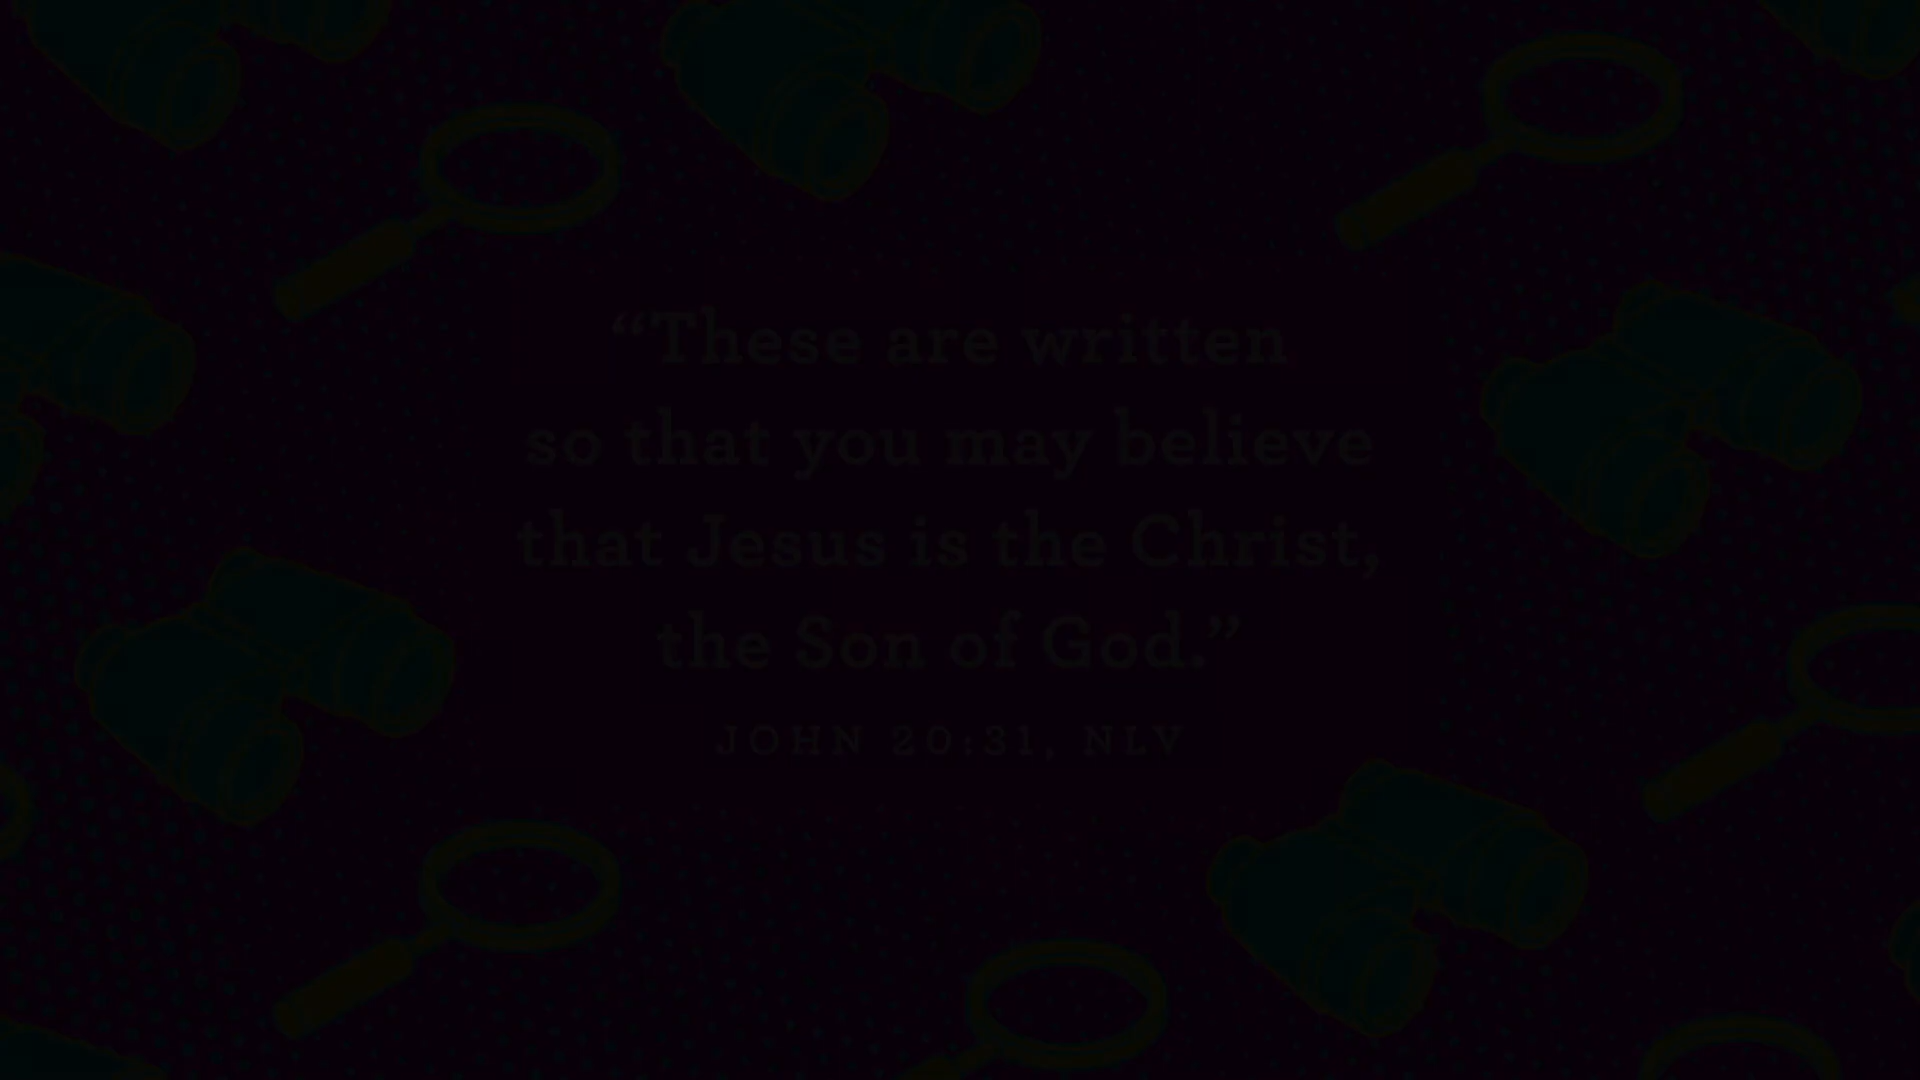 “These are written
so that you may believe
that Jesus is the Christ,
the Son of God.”
JOHN 20:31, NLV